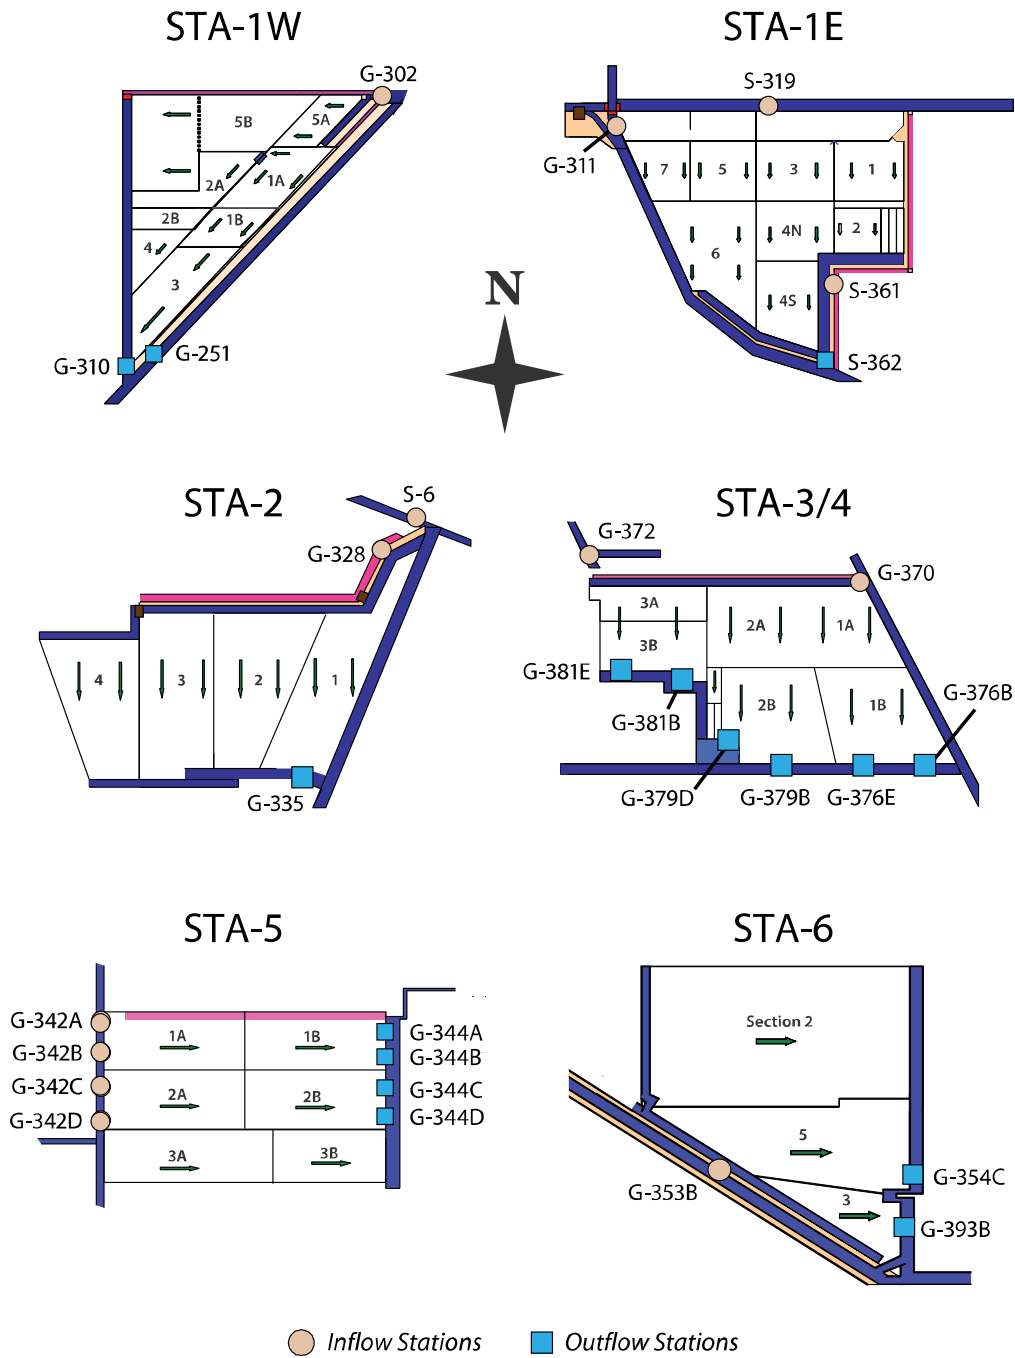 STA-1W
STA-1E
G-302
S-319
5A
5B
G-311
2A
1A
7
5
3
1
2B
1B
4
4N
2
6
3
N
S-361
4S
G-310
G-251
S-362
STA-2
S-6
STA-3/4
G-328
G-372
G-370
3A
2A
1A
3B
4
3
2
1
G-381E
G-381B
2B
1B
G-376B
G-335
G-379D
G-379B
G-376E
STA-5
STA-6
G-342A
G-342B
G-342C
G-342D
1A
1B
2A
2B
3A
3B
G-344A
G-344B
G-344C
G-344D
Section 2
5
G-353B
G-354C
3
G-393B
Inflow Stations
Outflow Stations